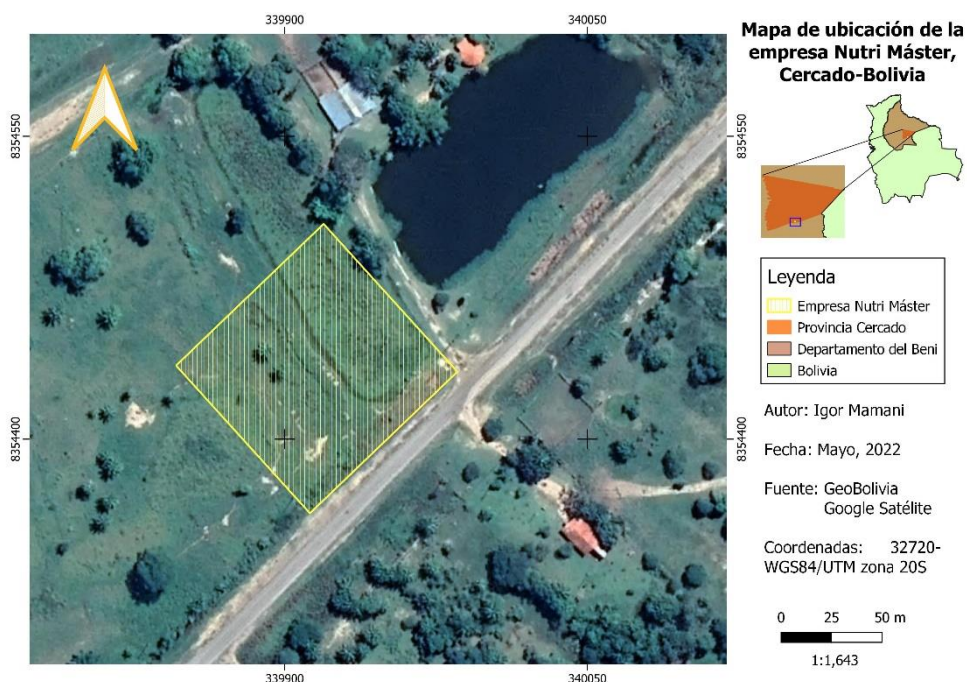 339900
340050
8354550
8354550
8354400
8354400
339900
340050
Mapa de ubicación de la
empresa Nutri Máster,
Cercado-Bolivia
Leyenda
Empresa Nutri Máster
Provincia Cercado
Departamento del Beni
Bolivia
Autor: Igor Mamani
Fecha: Mayo, 2022
Fuente: GeoBolivia
Google Satélite
Coordenadas: 32720-
WGS84/UTM zona 20S
0 25 50 m
1:1,643